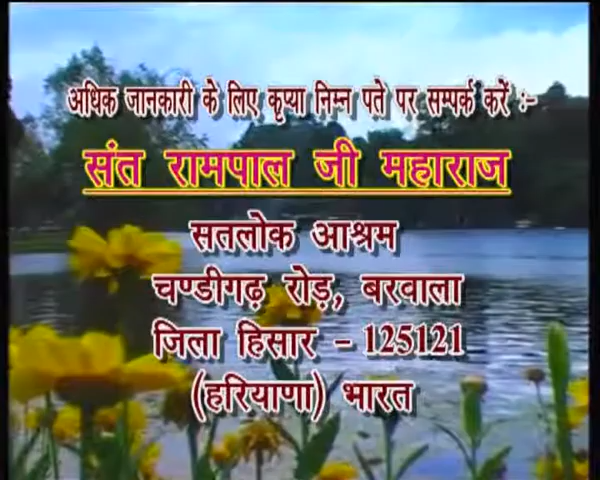 अधिक जानकारी के लिए कृप्या निम्न पते पर सम्पर्क करें :-
संत रामपाल जी महाराज
सतलोक आश्रम
चण्डीगढ़ रोड़, बरवाला
जिला हिसार - 125121
(हरियाणा) भारत